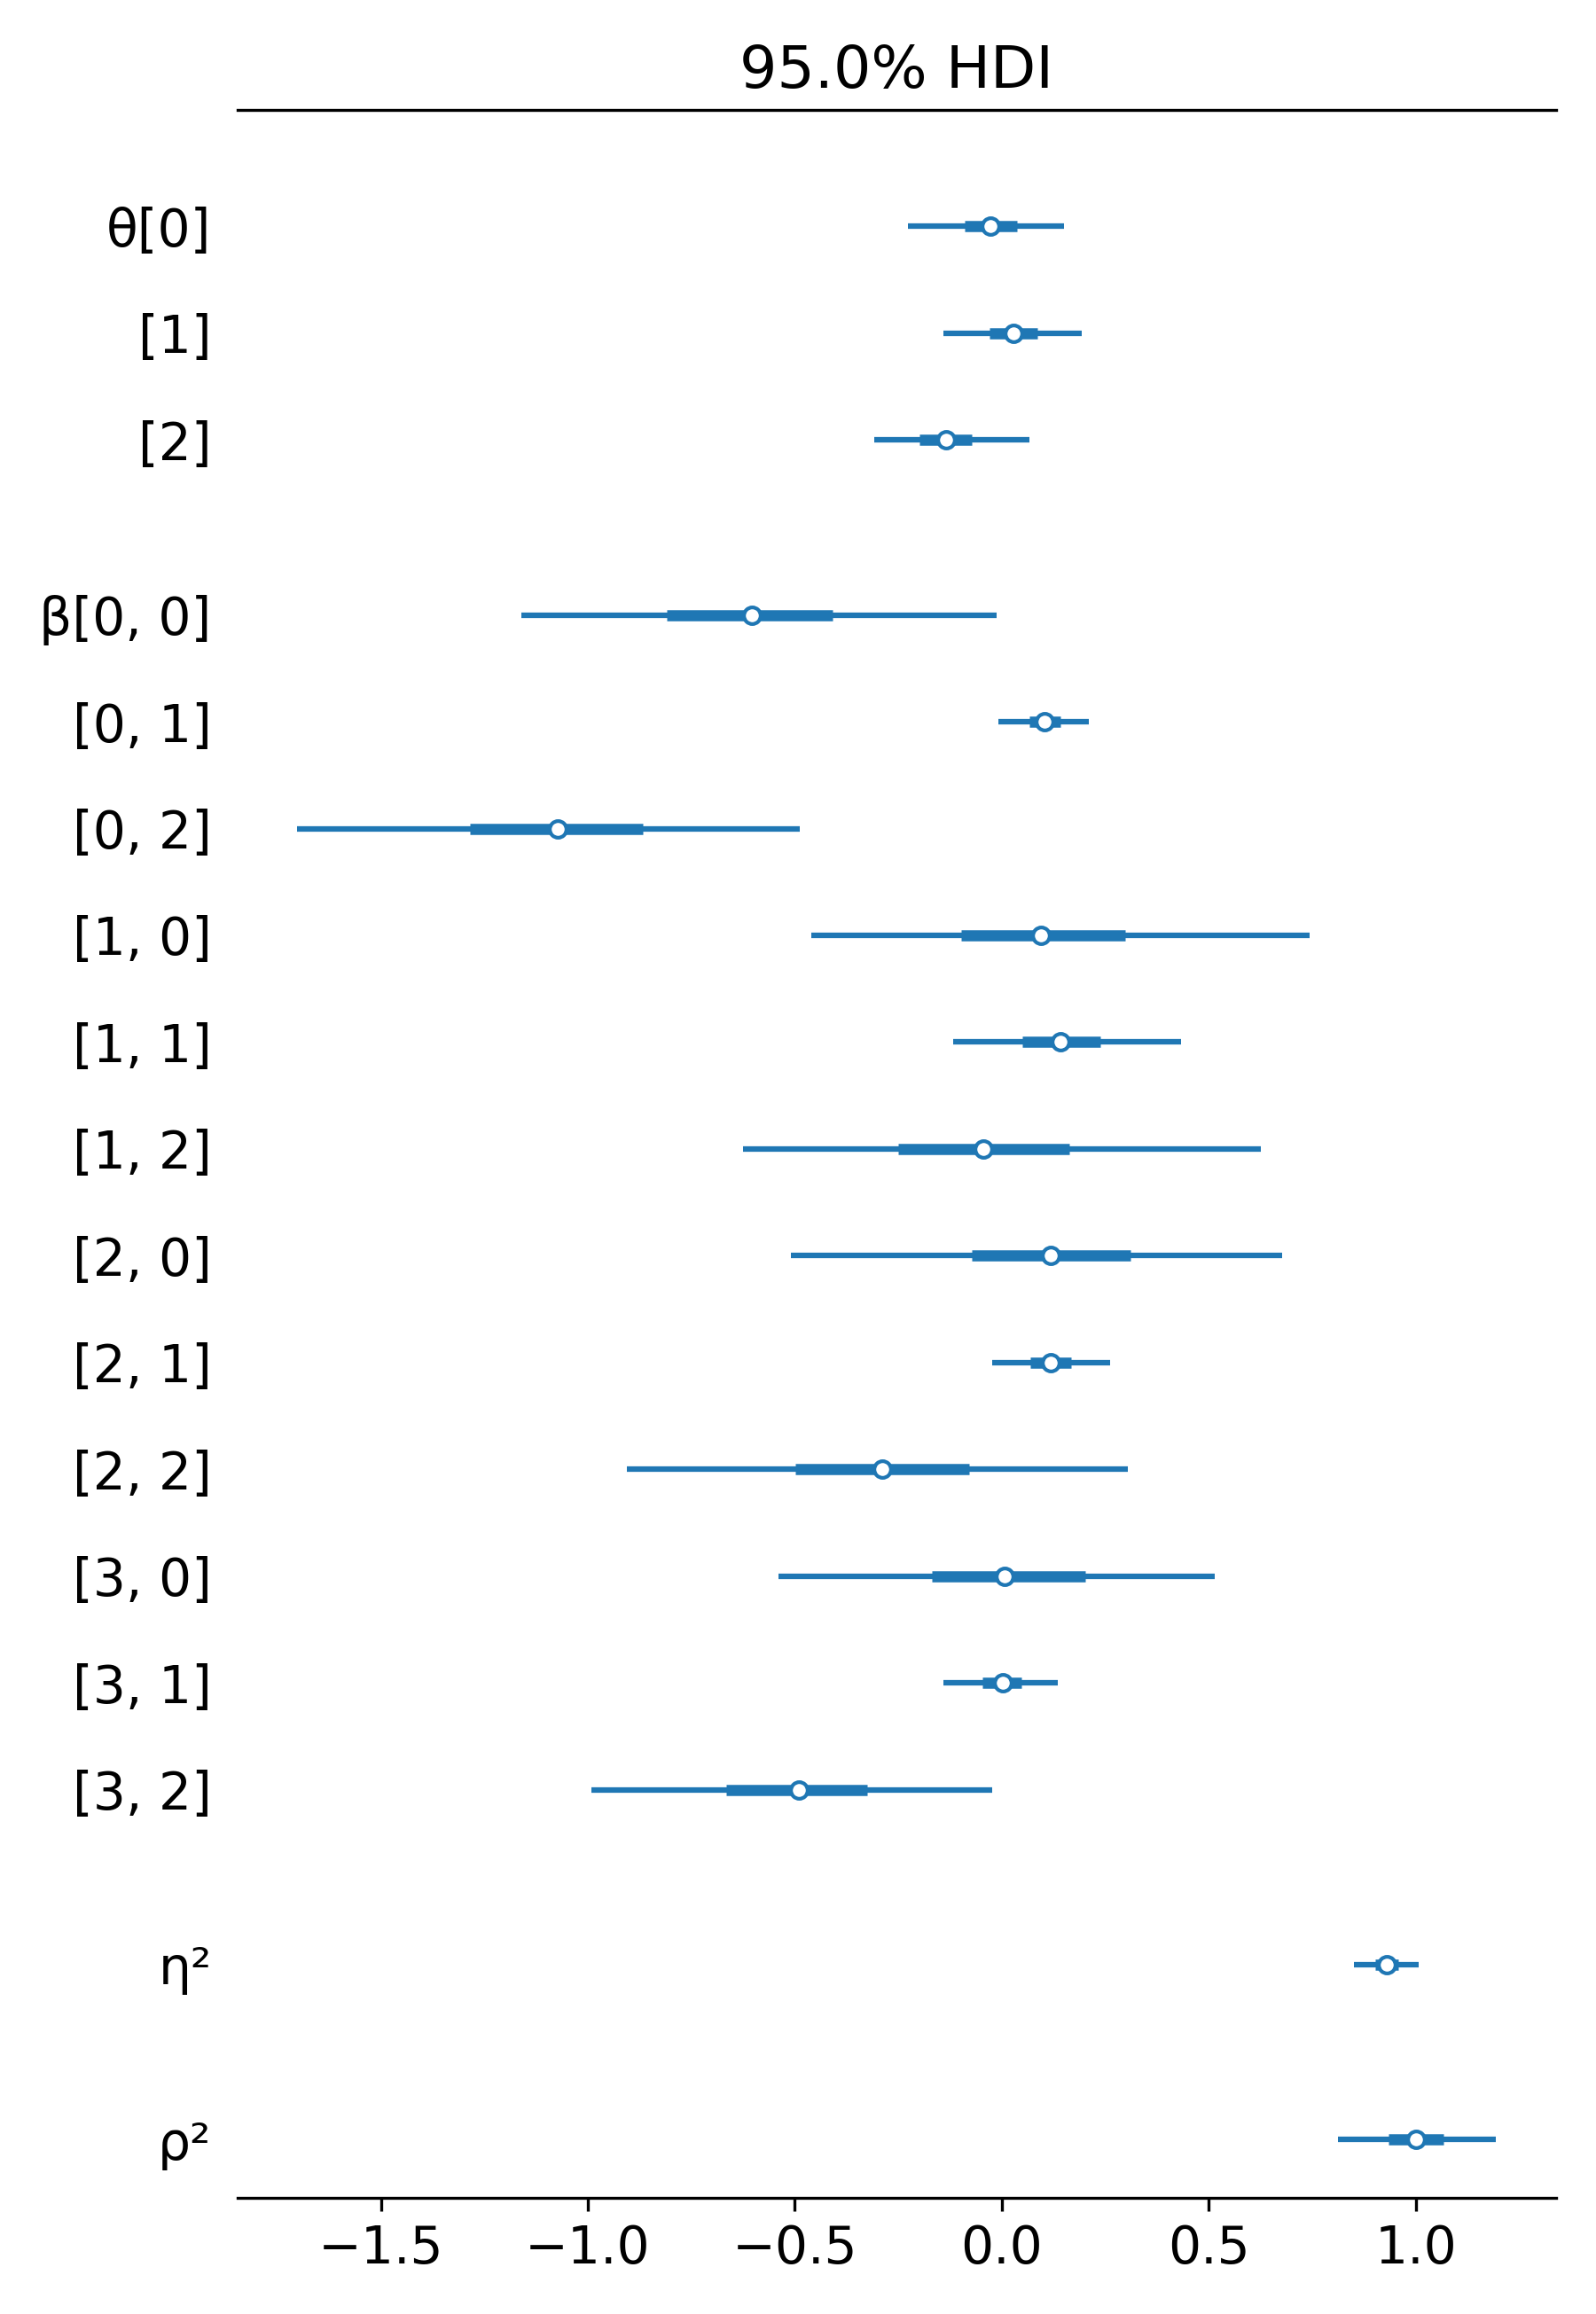 95.0% HDI
θ[0]
[1]
[2]
β[0, 0]
[0, 1]
[0, 2]
[1, 0]
[1, 1]
[1, 2]
[2, 0]
[2, 1]
[2, 2]
[3, 0]
[3, 1]
[3, 2]
η²
ρ²
−1.5 −1.0 −0.5 0.0 0.5 1.0